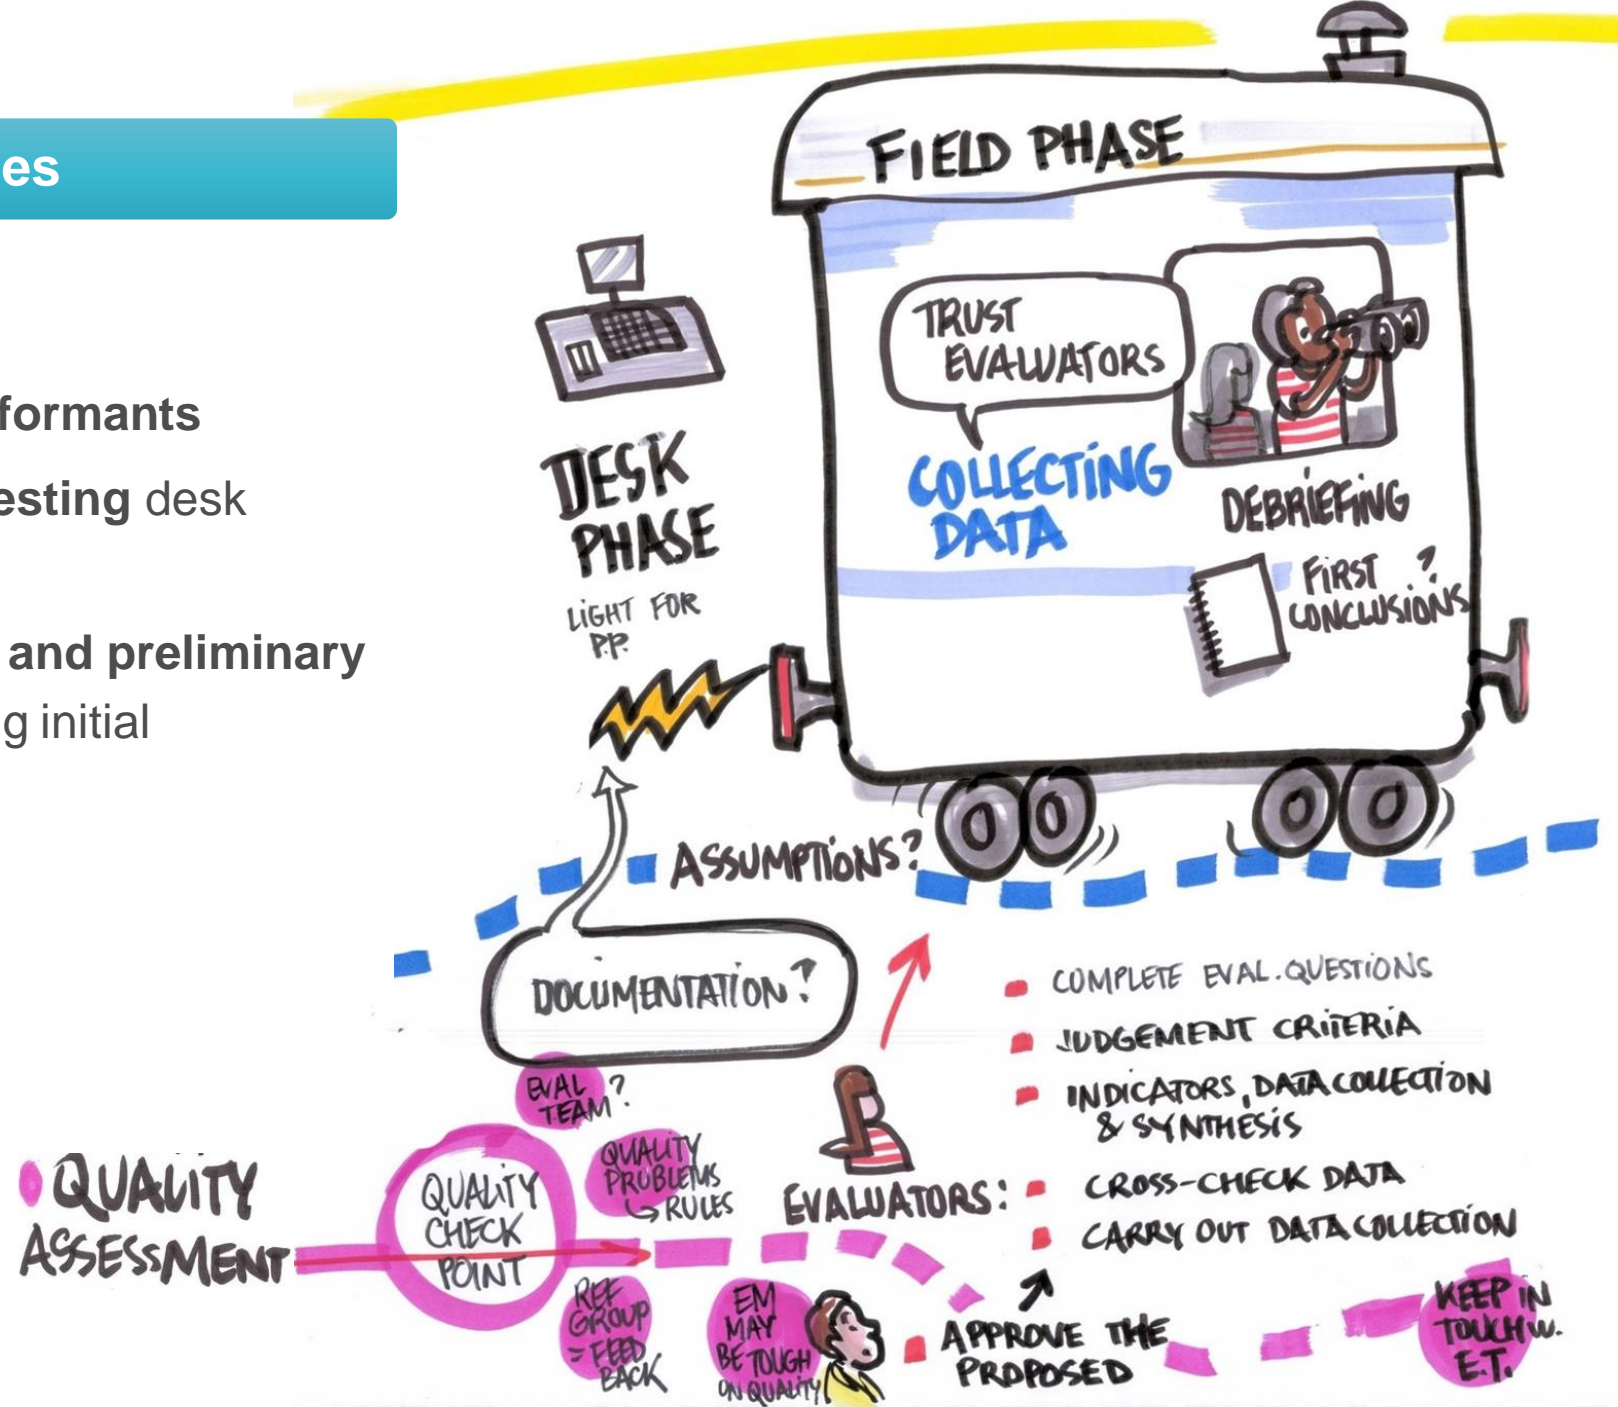 es
formants
esting desk
and preliminary
g initial
FIELD PHASE
TRUST
EVALUATORS
COLLECTING
DATA
DEBRIEFING
FIRST ?
CONCLUSIONS
DESK
PHASE
LIGHT FOR
P.P.
ASSUMPTIONS?
DOCUMENTATION?
COMPLETE EVAL. QUESTIONS
JUDGEMENT CRITERIA
INDICATORS, DATA COLLECTION
& SYNTHESIS
CROSS-CHECK DATA
CARRY OUT DATA COLLECTION
EVALUATORS:
EVAL
TEAM?
QUALITY
PROBLEMS
RULES
QUALITY
ASSESSMENT
QUALITY
CHECK
POINT
REF
GROUP
= FEED
BACK
EM
MAY
BE TOUGH
ON QUALITY
APPROVE THE
PROPOSED
KEEP IN
TOUCH W.
E.T.